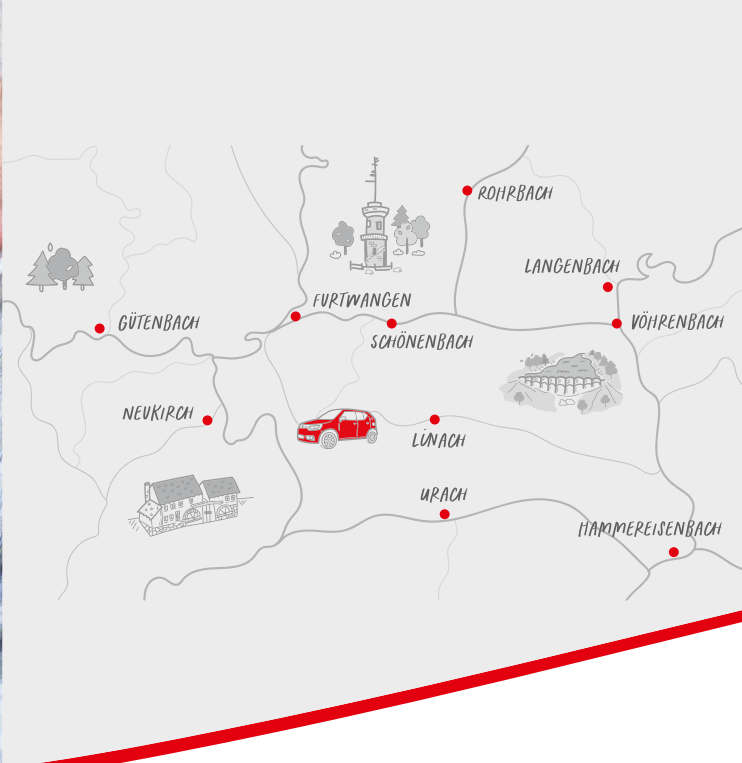 ROHRBACH
LANGENBACH
FURTWANGEN
GÜTENBACH
VÖHRENBACH
SCHÖNENBACH
NEUKIRCH
LINACH
URACH
HAMMEREISENBACH